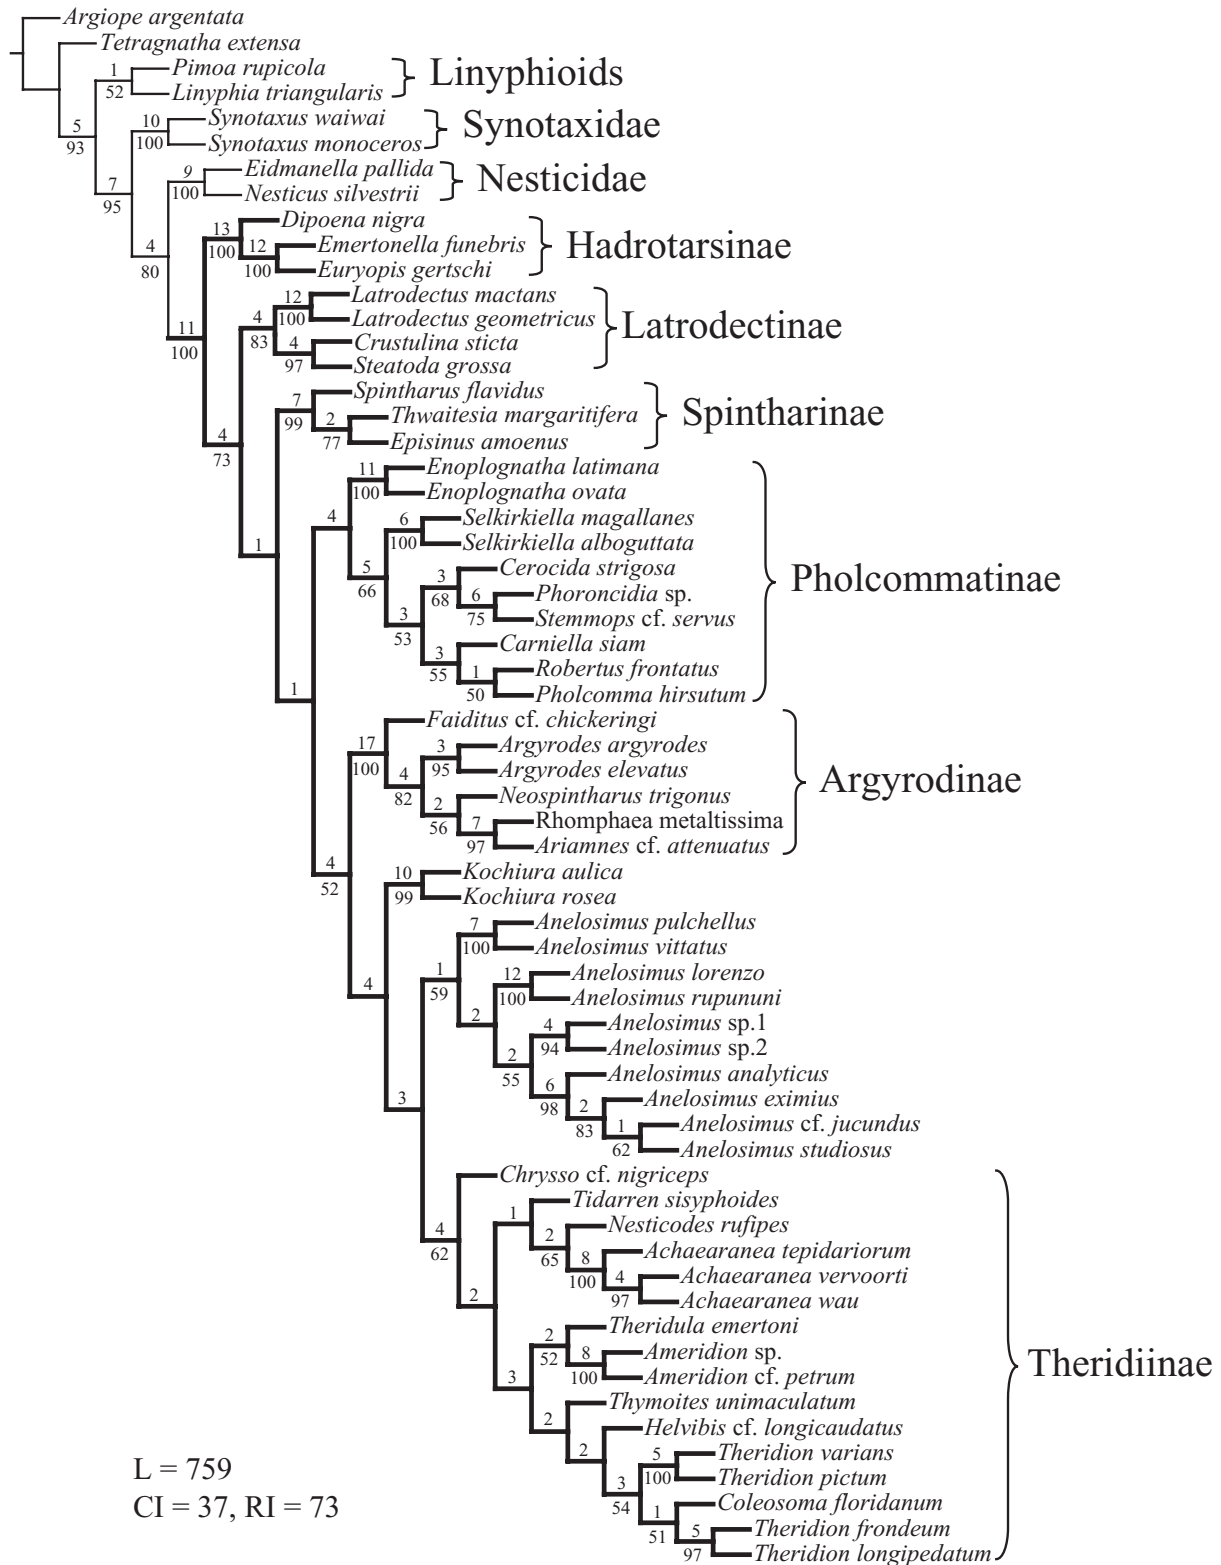 Argiope argentata
Tetragnatha extensa
1
Pimoa rupicola
52
Linyphia triangularis
Linyphioids
5
93
10
Synotaxus waiwai
100
Synotaxus monoceros
Synotaxidae
7
95
9
Eidmanella pallida
100
Nesticus silvestrii
Nesticidae
4
80
13
Dipoena nigra
100
12
Emertonella funebris
100
Euryopis gertschi
Hadrotarsinae
11
100
12
Latrodectus mactans
100
Latrodectus geometricus
4
83
4
Crustulina sticta
97
Steatoda grossa
Latrodectinae
4
73
7
Spintharus flavidus
99
2
Thwaitesia margaritifera
77
Episinus amoenus
Spintharinae
1
11
Enoplognatha latimana
100
Enoplognatha ovata
4
6
Selkirkiella magallanes
100
Selkirkiella alboguttata
5
66
3
Cerocida strigosa
68
6
Phoroncidia sp.
75
Stemmops cf. servus
3
53
3
Carniella siam
55
1
Robertus frontatus
50
Pholcomma hirsutum
Pholcommatinae
1
17
Faiditus cf. chickeringi
100
3
Argyrodes argyrodes
95
Argyrodes elevatus
4
82
2
Neospintharus trigonus
56
7
Rhomphaea metaltissima
97
Ariamnes cf. attenuatus
Argyrodinae
4
52
10
Kochiura aulica
99
Kochiura rosea
4
7
Anelosimus pulchellus
100
Anelosimus vittatus
1
59
12
Anelosimus lorenzo
100
Anelosimus rupununi
2
4
Anelosimus sp.1
94
Anelosimus sp.2
2
55
6
Anelosimus analyticus
98
2
Anelosimus eximius
83
1
Anelosimus cf. jucundus
62
Anelosimus studiosus
3
Chrysso cf. nigriceps
4
62
1
Tidarren sisyphoides
2
Nesticodes rufipes
65
8
Achaearanea tepidariorum
100
4
Achaearanea vervoorti
97
Achaearanea wau
2
2
Theridula emertoni
52
8
Ameridion sp.
100
Ameridion cf. petrum
3
Thymoites unimaculatum
2
Helvibis cf. longicaudatus
2
5
Theridion varians
100
Theridion pictum
3
54
1
Coleosoma floridanum
51
5
Theridion frondeum
97
Theridion longipedatum
Theridiinae
L = 759
CI = 37, RI = 73